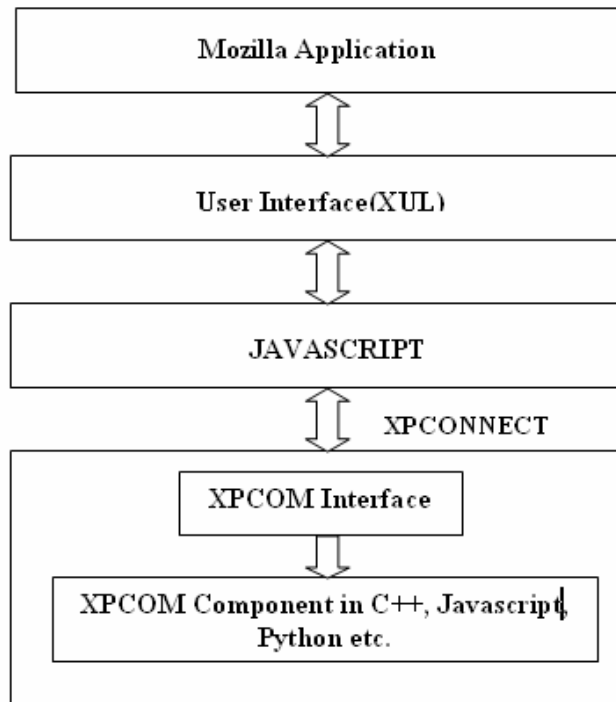 Mozilla Application
User Interface(XUL)
JAVASCRIPT
XPCONNECT
XPCOM Interface
XPCOM Component in C++, Javascript,
Python etc.